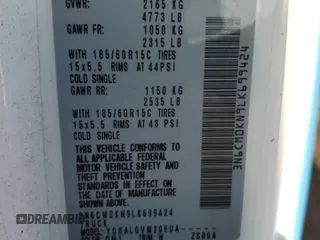 GVWR: 2165 KG
4773 LB
GAWR FR: 1050 KG
2315 LB
WITH 185/60R15C TIRES
15x5.5 RIMS AT 44PSI
COLD SINGLE
GAWR RR: 1150 KG
2535 LB
WITH 185/60R15C TIRES
15x5.5 RIMS AT 48 PSI
COLD SINGLE
THIS VEHICLE CONFORMS TO ALL
APPLICABLE U.S. FEDERAL
MOTOR VEHICLE SAFETY AND
THEFT PREVENTION STANDARDS
IN EFFECT ON THE DATE OF
MANUFACTURE SHOWN ABOVE.
3N6CM0KN9LK699424
TRUCK
3N6CM0KN9LK699424